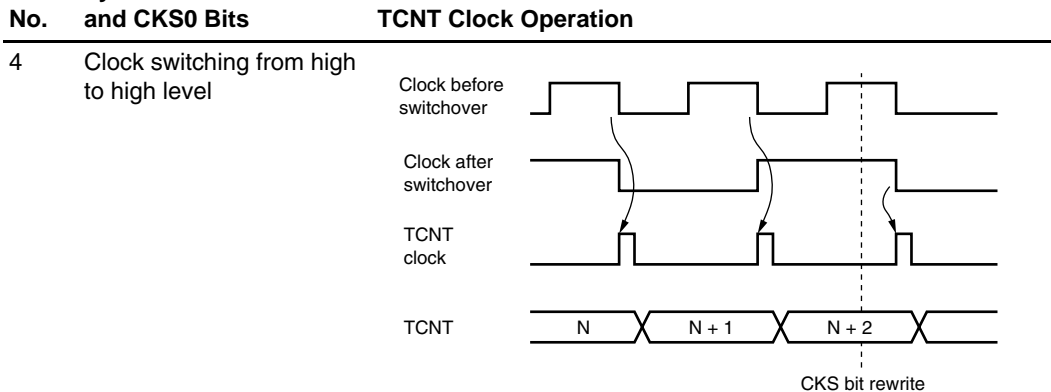 No. and CKS0 Bits TCNT Clock Operation
4 Clock switching from high
to high level
Clock before
switchover
Clock after
switchover
TCNT
clock
TCNT N N + 1 N + 2
CKS bit rewrite